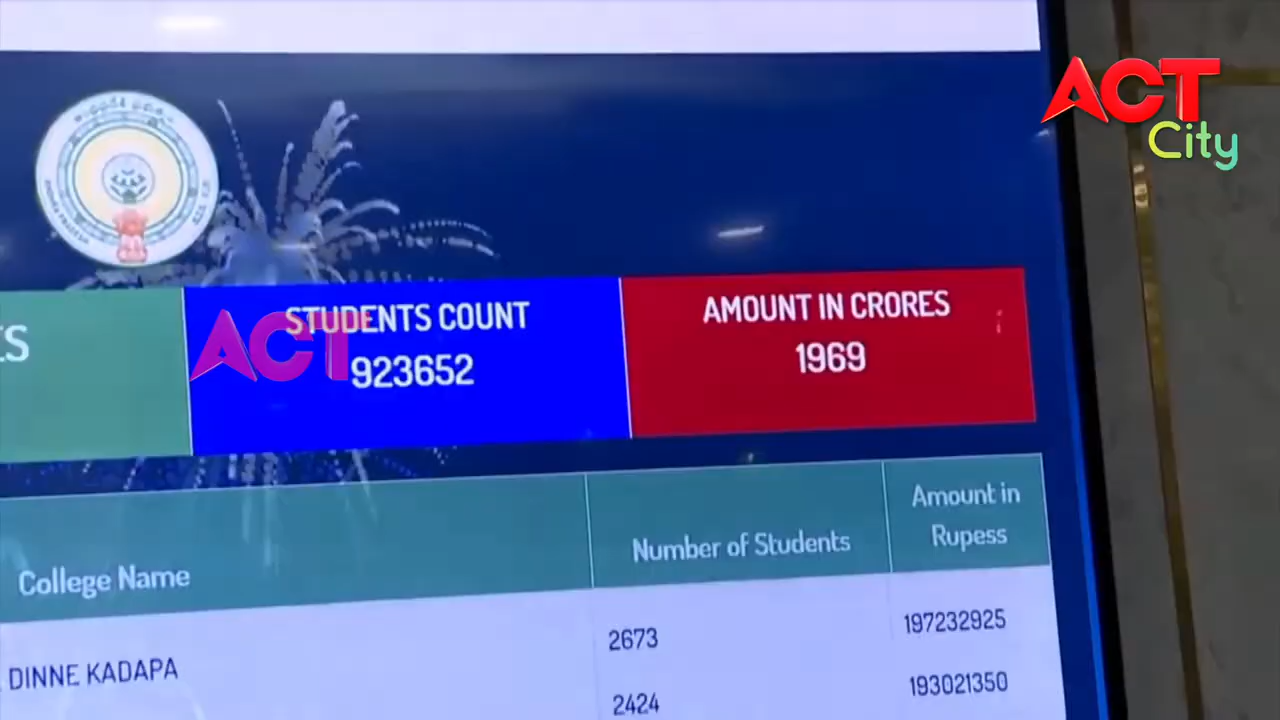 ACT
City
TS
STUDENTS COUNT
923652
ACT
AMOUNT IN CRORES
1969
College Name
Number of Students
Amount in
Rupess
DINNE KADAPA
2673
197232925
2424
193021350